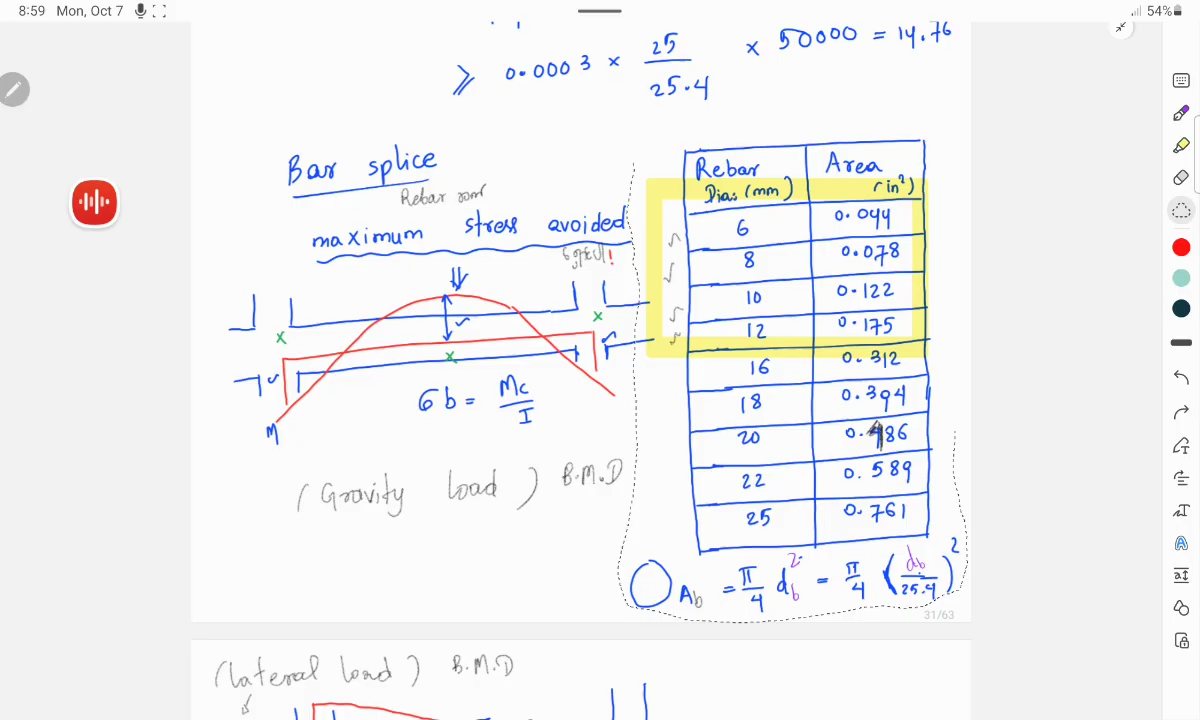 8:59 Mon, Oct 7
54%
≥ 0.0003 × 25/25.4 × 50000 = 14.76
Bar splice
Rebar
maximum stress avoided
!
x
x
x
M
σb = Mc/I
(Gravity load) B.M.D
Rebar Dia. (mm) Area (in²)
6 0.044
8 0.078
10 0.122
12 0.175
16 0.312
18 0.394
20 0.486
22 0.589
25 0.761
Ab = π/4 db² = π/4 (db/25.4)²
31/63
(lateral load) B.M.D